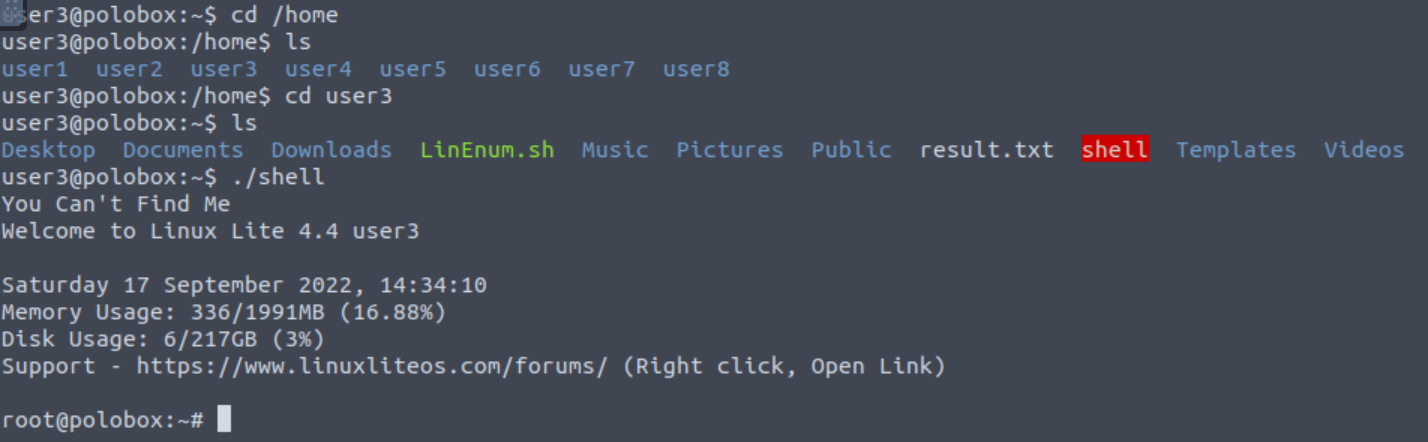 user3@polobox:~$ cd /home
user3@polobox:/home$ ls
user1  user2  user3  user4  user5  user6  user7  user8
user3@polobox:/home$ cd user3
user3@polobox:~$ ls
Desktop  Documents  Downloads  LinEnum.sh  Music  Pictures  Public  result.txt  shell  Templates  Videos
user3@polobox:~$ ./shell
You Can't Find Me
Welcome to Linux Lite 4.4 user3
Saturday 17 September 2022, 14:34:10
Memory Usage: 336/1991MB (16.88%)
Disk Usage: 6/217GB (3%)
Support - https://www.linuxliteos.com/forums/ (Right click, Open Link)
root@polobox:~#